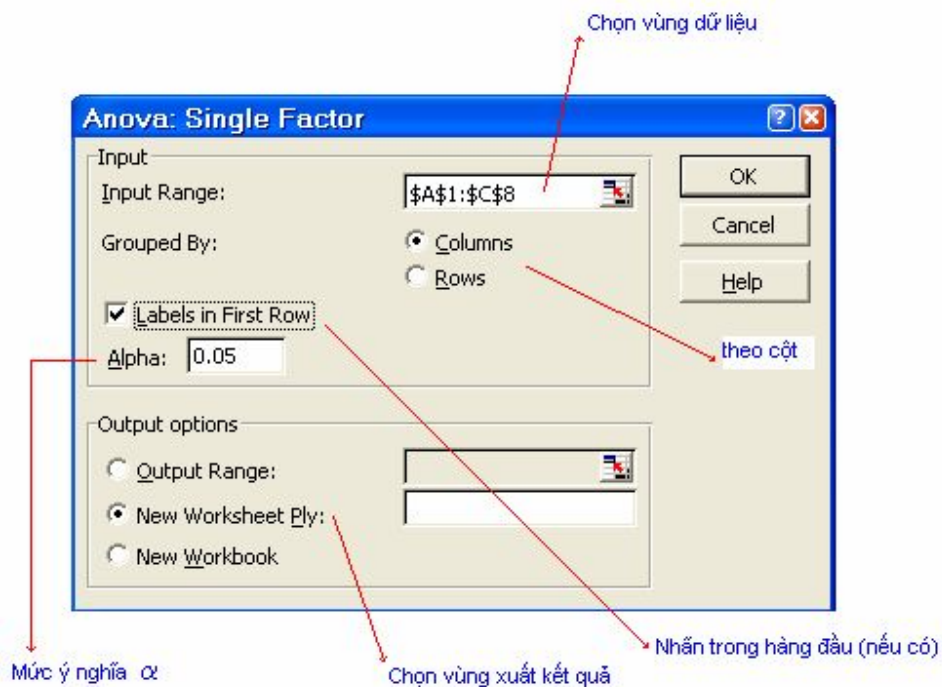 Chọn vùng dữ liệu
Anova: Single Factor
Input
Input Range:
$A$1:$C$8
OK
Grouped By:
Columns
Cancel
Rows
Help
Labels in First Row
theo cột
Alpha:
0.05
Output options
Output Range:
New Worksheet Ply:
New Workbook
Nhãn trong hàng đầu (nếu có)
Mức ý nghĩa α
Chọn vùng xuất kết quả